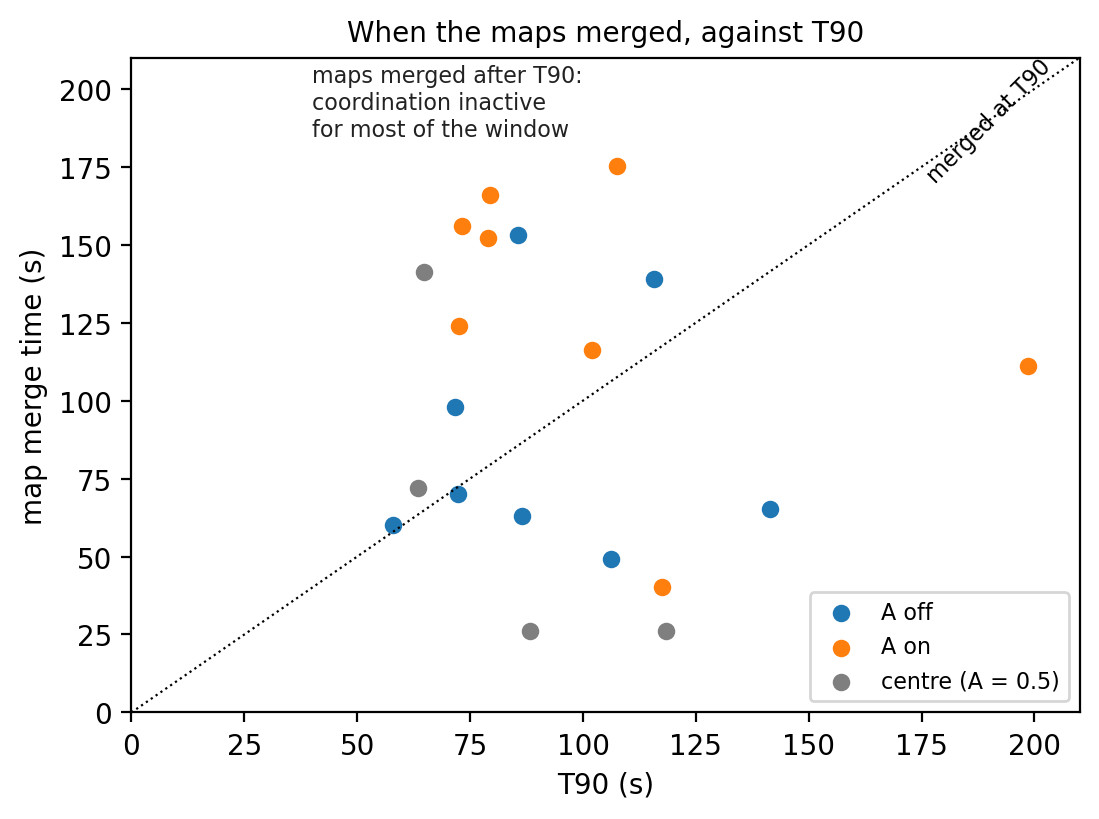 When the maps merged, against T90
maps merged after T90:
coordination inactive
for most of the window
merged at T90
map merge time (s)
200
175
150
125
100
75
50
25
0
0 25 50 75 100 125 150 175 200
T90 (s)
A off
A on
centre (A = 0.5)